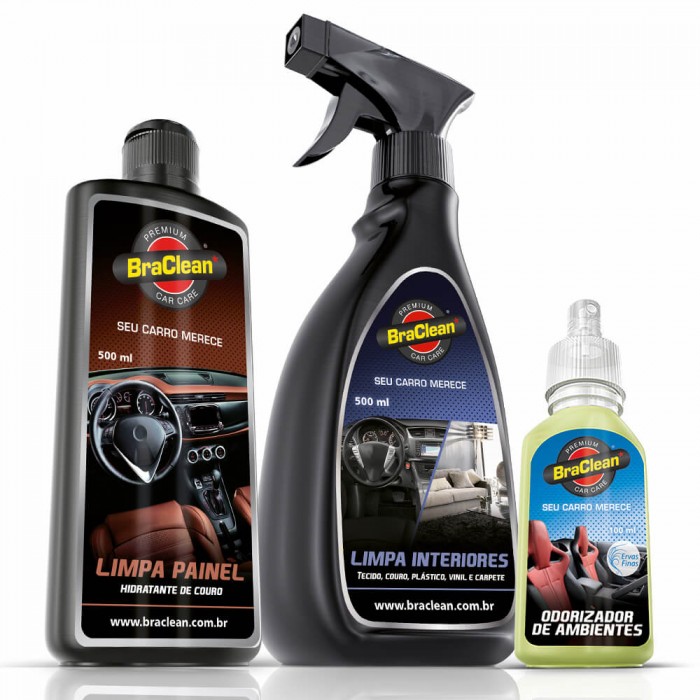 PREMIUM
BraClean®
CAR CARE
SEU CARRO MERECE
500 ml
LIMPA PAINEL
HIDRATANTE DE COURO
www.braclean.com.br
PREMIUM
BraClean®
CAR CARE
SEU CARRO MERECE
500 ml
LIMPA INTERIORES
TECIDO, COURO, PLÁSTICO, VINIL E CARPETE
www.braclean.com.br
PREMIUM
BraClean®
CAR CARE
SEU CARRO MERECE
100 ml
Ervas
Finas
ODORIZADOR
DE AMBIENTES